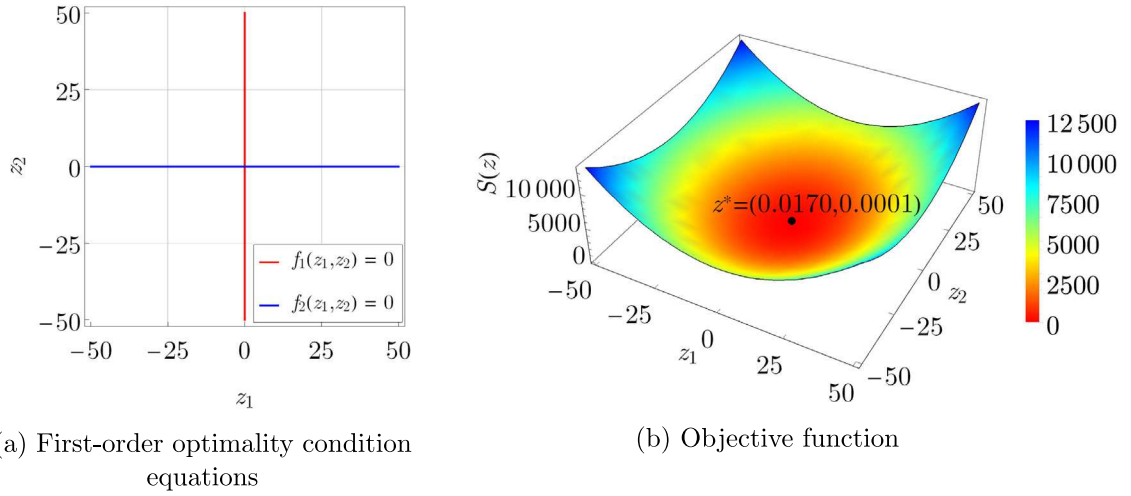 50
25
0
−25
−50
z2
−50
−25
0
25
50
z1
f1(z1,z2) = 0
f2(z1,z2) = 0
a) First-order optimality condition
equations
S(z)
10 000
5000
0
−50
−25
0
25
50
z1
−50
−25
0
25
50
z2
z*=(0.0170,0.0001)
12 500
10 000
7500
5000
2500
0
(b) Objective function